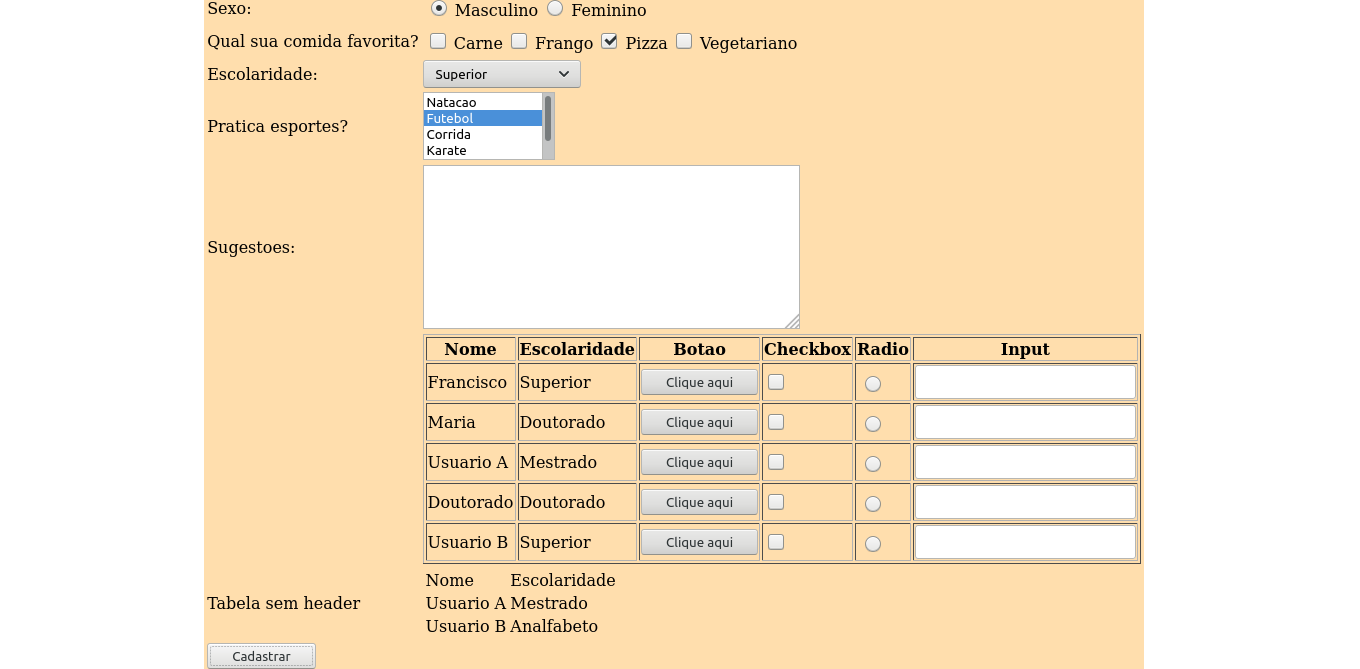 Sexo: Masculino Feminino
Qual sua comida favorita? Carne Frango Pizza Vegetariano
Escolaridade: Superior
Pratica esportes?
Natacao
Futebol
Corrida
Karate
Sugestoes:
Nome Escolaridade Botao Checkbox Radio Input
Francisco Superior Clique aqui
Maria Doutorado Clique aqui
Usuario A Mestrado Clique aqui
Doutorado Doutorado Clique aqui
Usuario B Superior Clique aqui
Tabela sem header
Nome Escolaridade
Usuario A Mestrado
Usuario B Analfabeto
Cadastrar